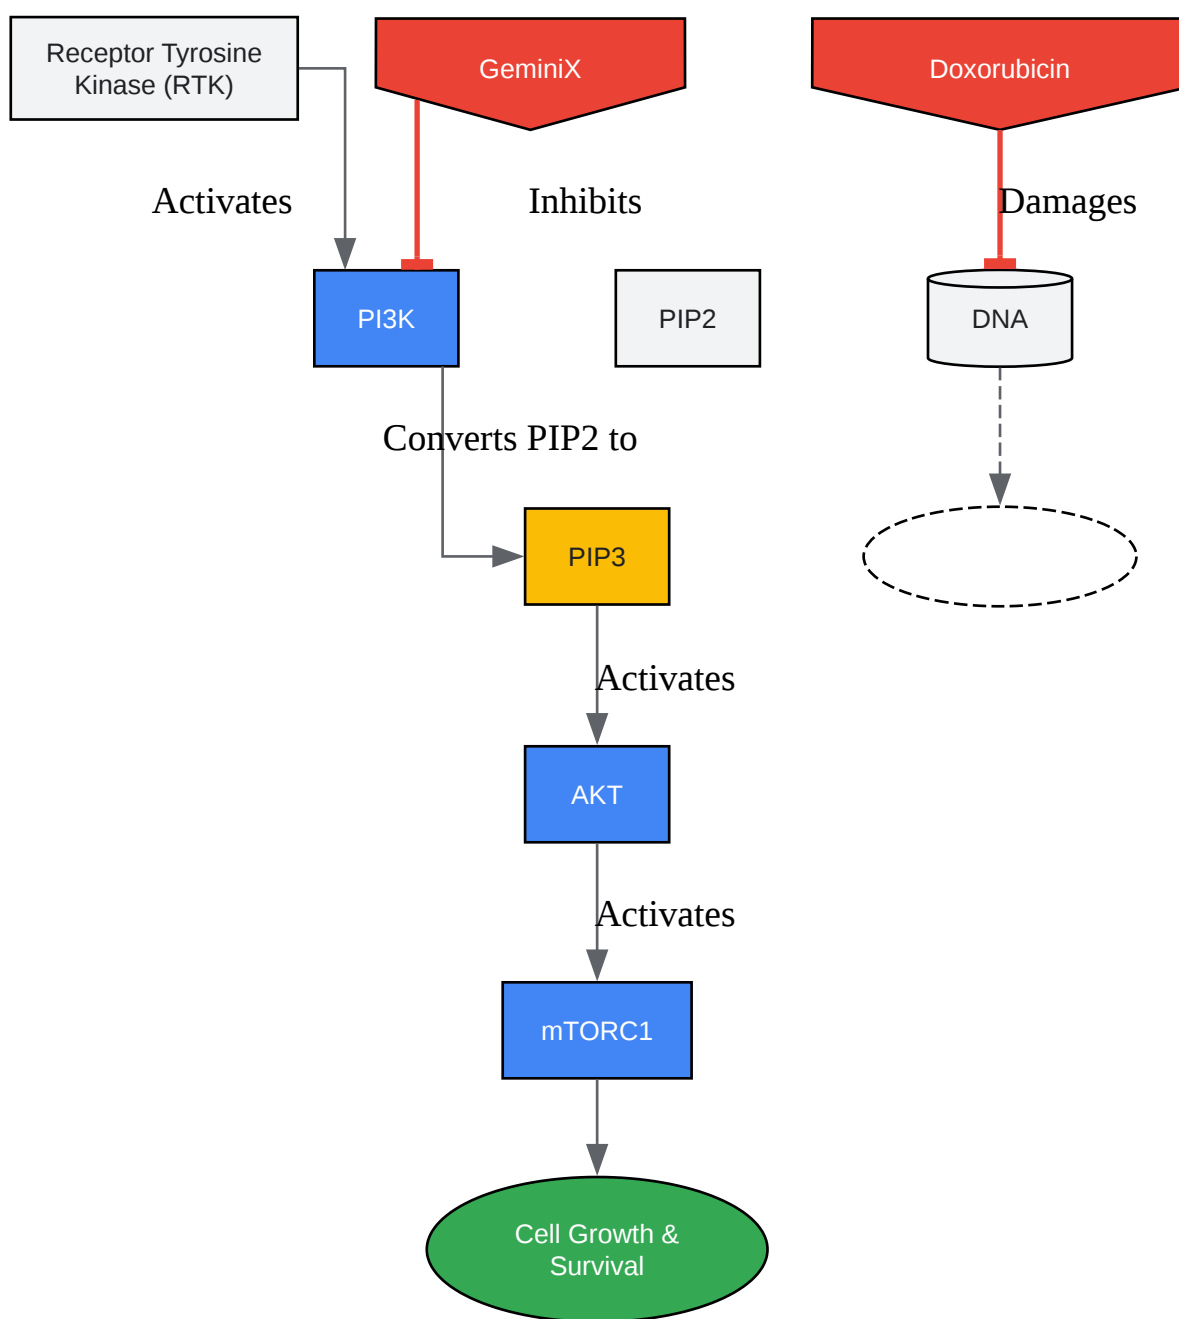 Receptor Tyrosine
Kinase (RTK)
GeminiX
Doxorubicin
Activates
Inhibits
Damages
PI3K
PIP2
DNA
Converts PIP2 to
PIP3
Activates
AKT
Activates
mTORC1
Cell Growth &
Survival